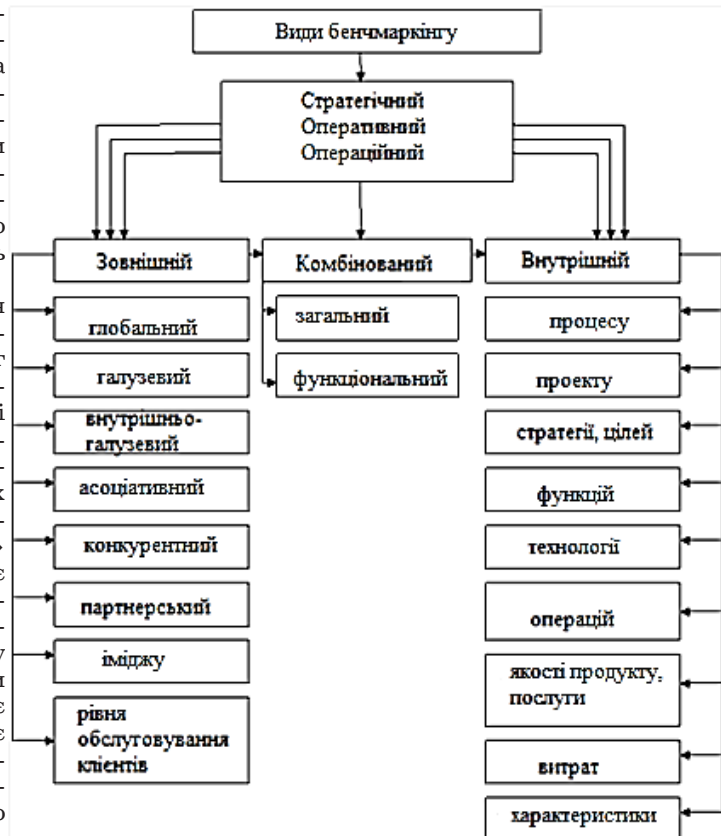 Види бенчмаркінгу
Стратегічний
Оперативний
Операційний
Зовнішній
глобальний
галузевий
внутрішньо-
галузевий
асоціативний
конкурентний
партнерський
іміджу
рівня
обслуговування
клієнтів
Комбінований
загальний
функціональний
Внутрішній
процесу
проекту
стратегії, цілей
функцій
технології
операцій
якості продукту,
послуги
витрат
характеристики